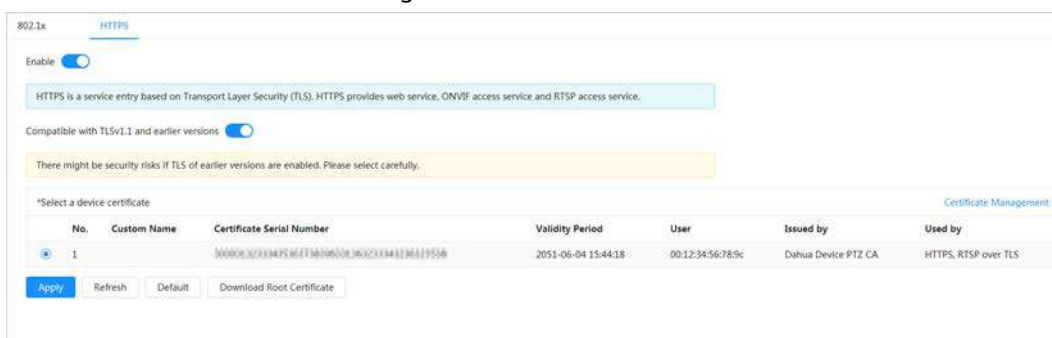 802.1x HTTPS
Enable
HTTPS is a service entry based on Transport Layer Security (TLS). HTTPS provides web service, ONVIF access service and RTSP access service.
Compatible with TLSv1.1 and earlier versions
There might be security risks if TLS of earlier versions are enabled. Please select carefully.
*Select a device certificate Certificate Management
No. Custom Name Certificate Serial Number Validity Period User Issued by Used by
1 2051-06-04 15:44:18 00:12:34:56:78:9c Dahua Device PTZ CA HTTPS, RTSP over TLS
Apply Refresh Default Download Root Certificate